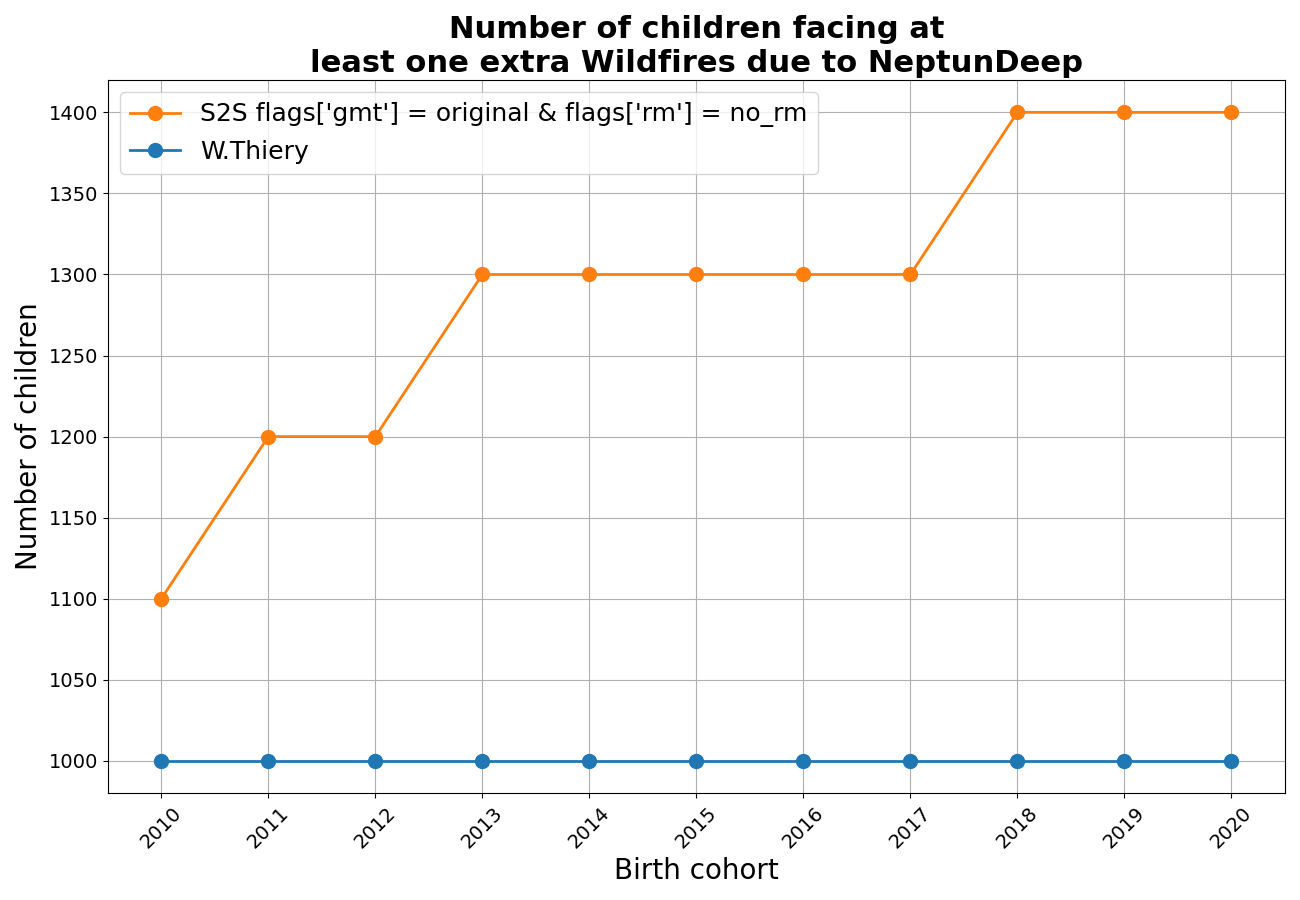 Number of children facing at
least one extra Wildfires due to NeptunDeep
S2S flags['gmt'] = original & flags['rm'] = no_rm
W.Thiery
Number of children
1400
1350
1300
1250
1200
1150
1100
1050
1000
2010 2011 2012 2013 2014 2015 2016 2017 2018 2019 2020
Birth cohort